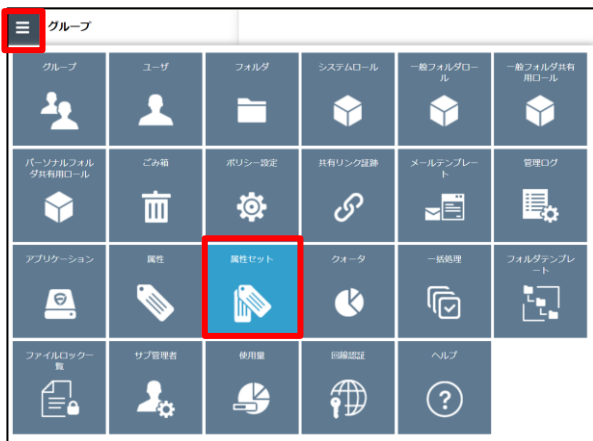 グループ
グループ
ユーザ
フォルダ
システムロール
一般フォルダロー
ル
一般フォルダ共有
用ロール
パーソナルフォル
ダ共有用ロール
ごみ箱
ポリシー設定
共有リンク証跡
メールテンプレー
ト
管理ログ
アプリケーション
属性
属性セット
クォータ
一括処理
フォルダテンプレ
ート
ファイルロック一
覧
サブ管理者
使用量
回線認証
ヘルプ